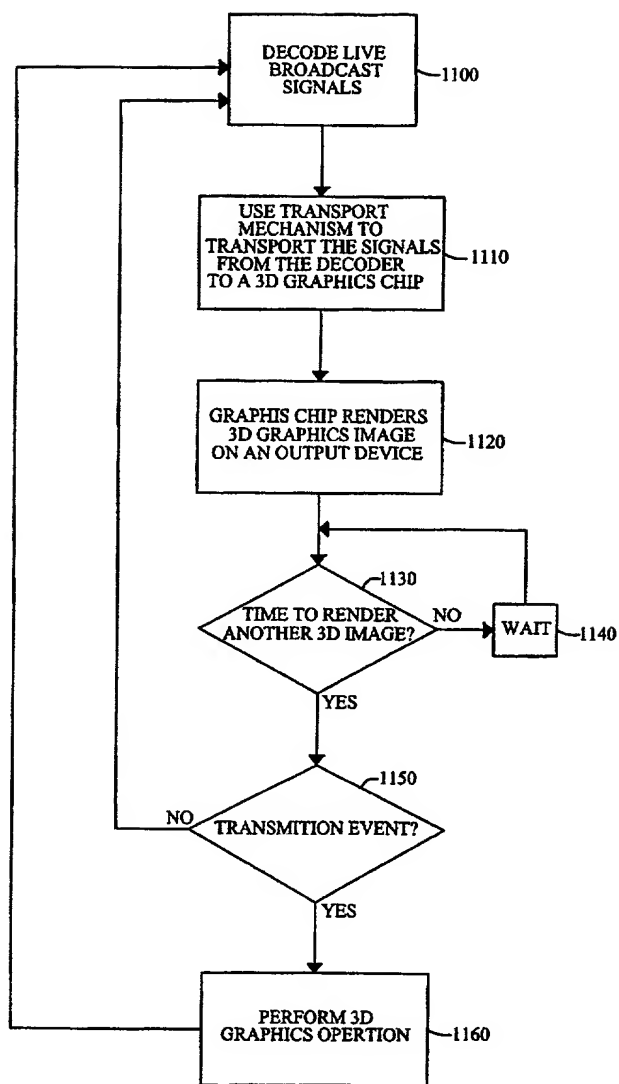 DECODE LIVE
BROADCAST
SIGNALS
1100
USE TRANSPORT
MECHANISM TO
TRANSPORT THE SIGNALS
FROM THE DECODER
TO A 3D GRAPHICS CHIP
1110
GRAPHIS CHIP RENDERS
3D GRAPHICS IMAGE
ON AN OUTPUT DEVICE
1120
1130
TIME TO RENDER
ANOTHER 3D IMAGE?
NO
WAIT
1140
YES
1150
NO
TRANSMITION EVENT?
YES
PERFORM 3D
GRAPHICS OPERTION
1160